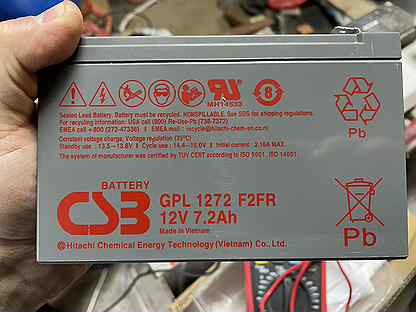 MH14533
8
Sealed Lead Battery. Battery must be recycled. NONSPILLABLE. See SDS for shipping regulations.
For recycling information: USA call (800) Re-Use-Pb (738-7372)
EMEA call + 800 (272-47336) | EMEA mail : recycle@hitachi-chem-en.co.nl
Constant voltage charge, Voltage regulation (25°C)
Standby use : 13.5~13.8V | Cycle use : 14.4~15.0V | Initial current : 2.16A MAX.
The system of manufacturer was certified by TUV CERT according to ISO 9001, ISO 14001.
Pb
BATTERY
CSB
GPL 1272 F2FR
12V 7.2Ah
Made in Vietnam
Pb
© Hitachi Chemical Energy Technology (Vietnam) Co., Ltd.